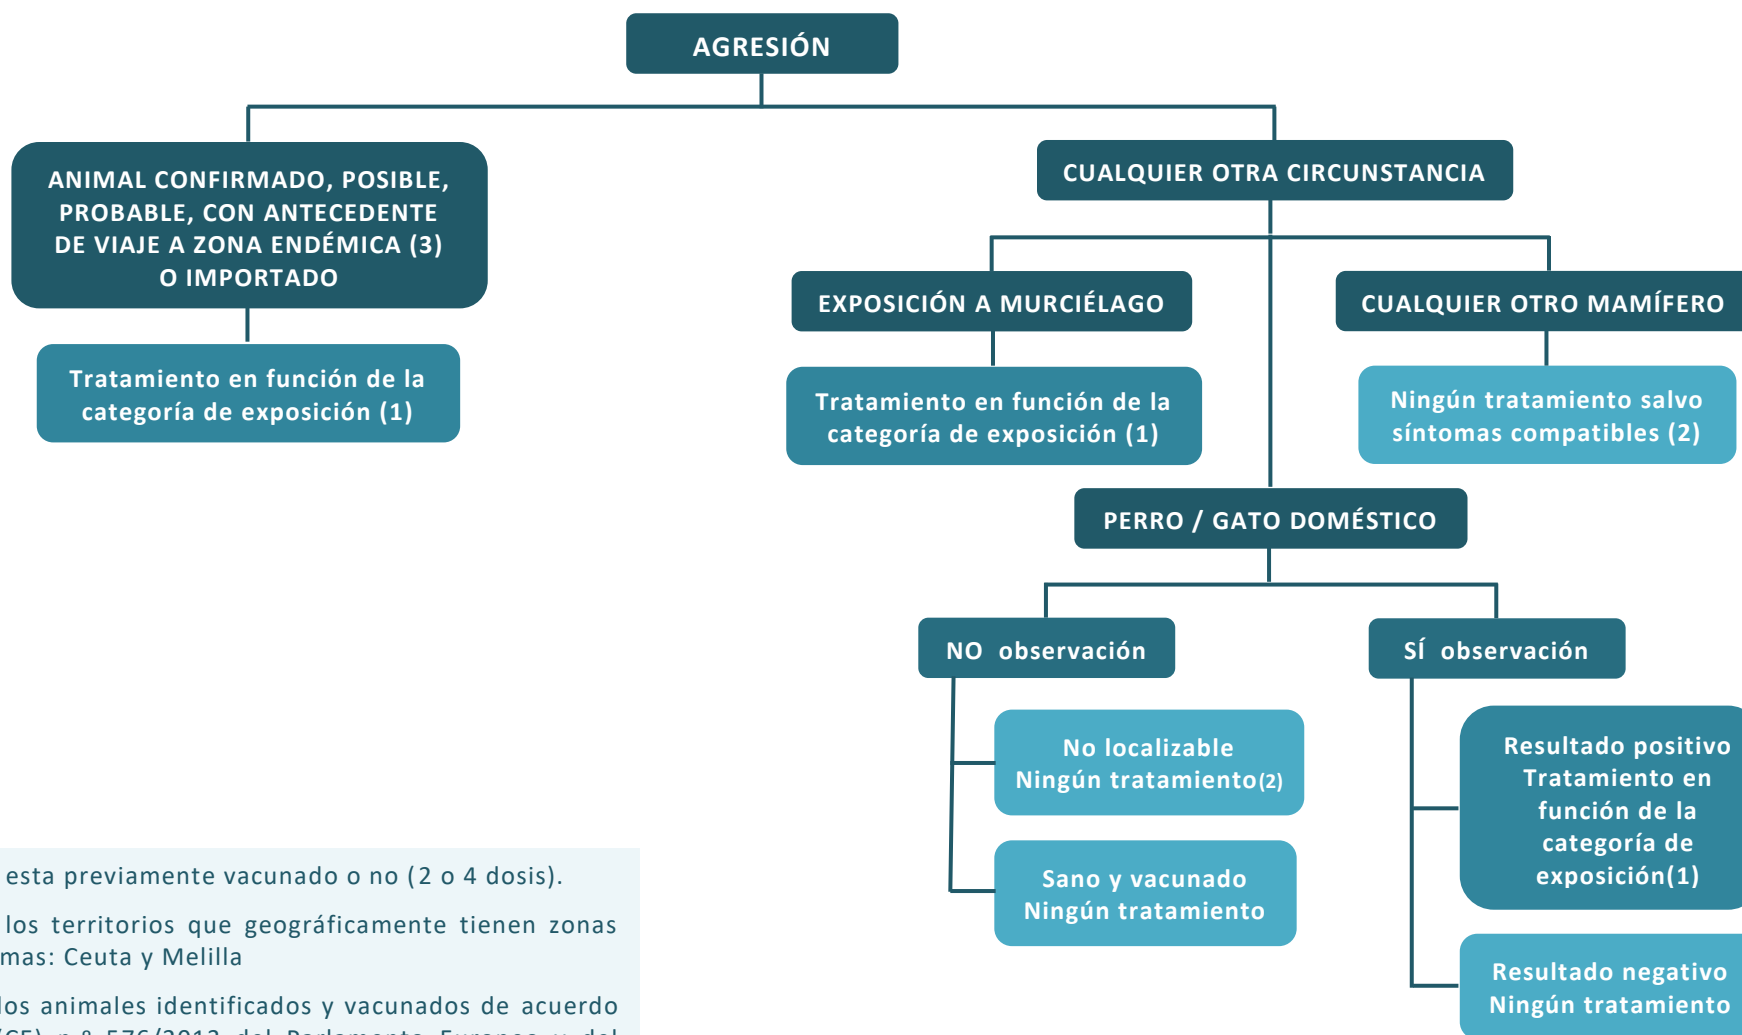 AGRESIÓN
ANIMAL CONFIRMADO, POSIBLE,
PROBABLE, CON ANTECEDENTE
DE VIAJE A ZONA ENDÉMICA (3)
O IMPORTADO
Tratamiento en función de la
categoría de exposición (1)
CUALQUIER OTRA CIRCUNSTANCIA
EXPOSICIÓN A MURCIÉLAGO
Tratamiento en función de la
categoría de exposición (1)
CUALQUIER OTRO MAMÍFERO
Ningún tratamiento salvo
síntomas compatibles (2)
PERRO / GATO DOMÉSTICO
NO observación
No localizable
Ningún tratamiento(2)
Sano y vacunado
Ningún tratamiento
SÍ observación
Resultado positivo
Tratamiento en
función de la
categoría de
exposición(1)
Resultado negativo
Ningún tratamiento
esta previamente vacunado o no (2 o 4 dosis).
los territorios que geográficamente tienen zonas
mas: Ceuta y Melilla
los animales identificados y vacunados de acuerdo